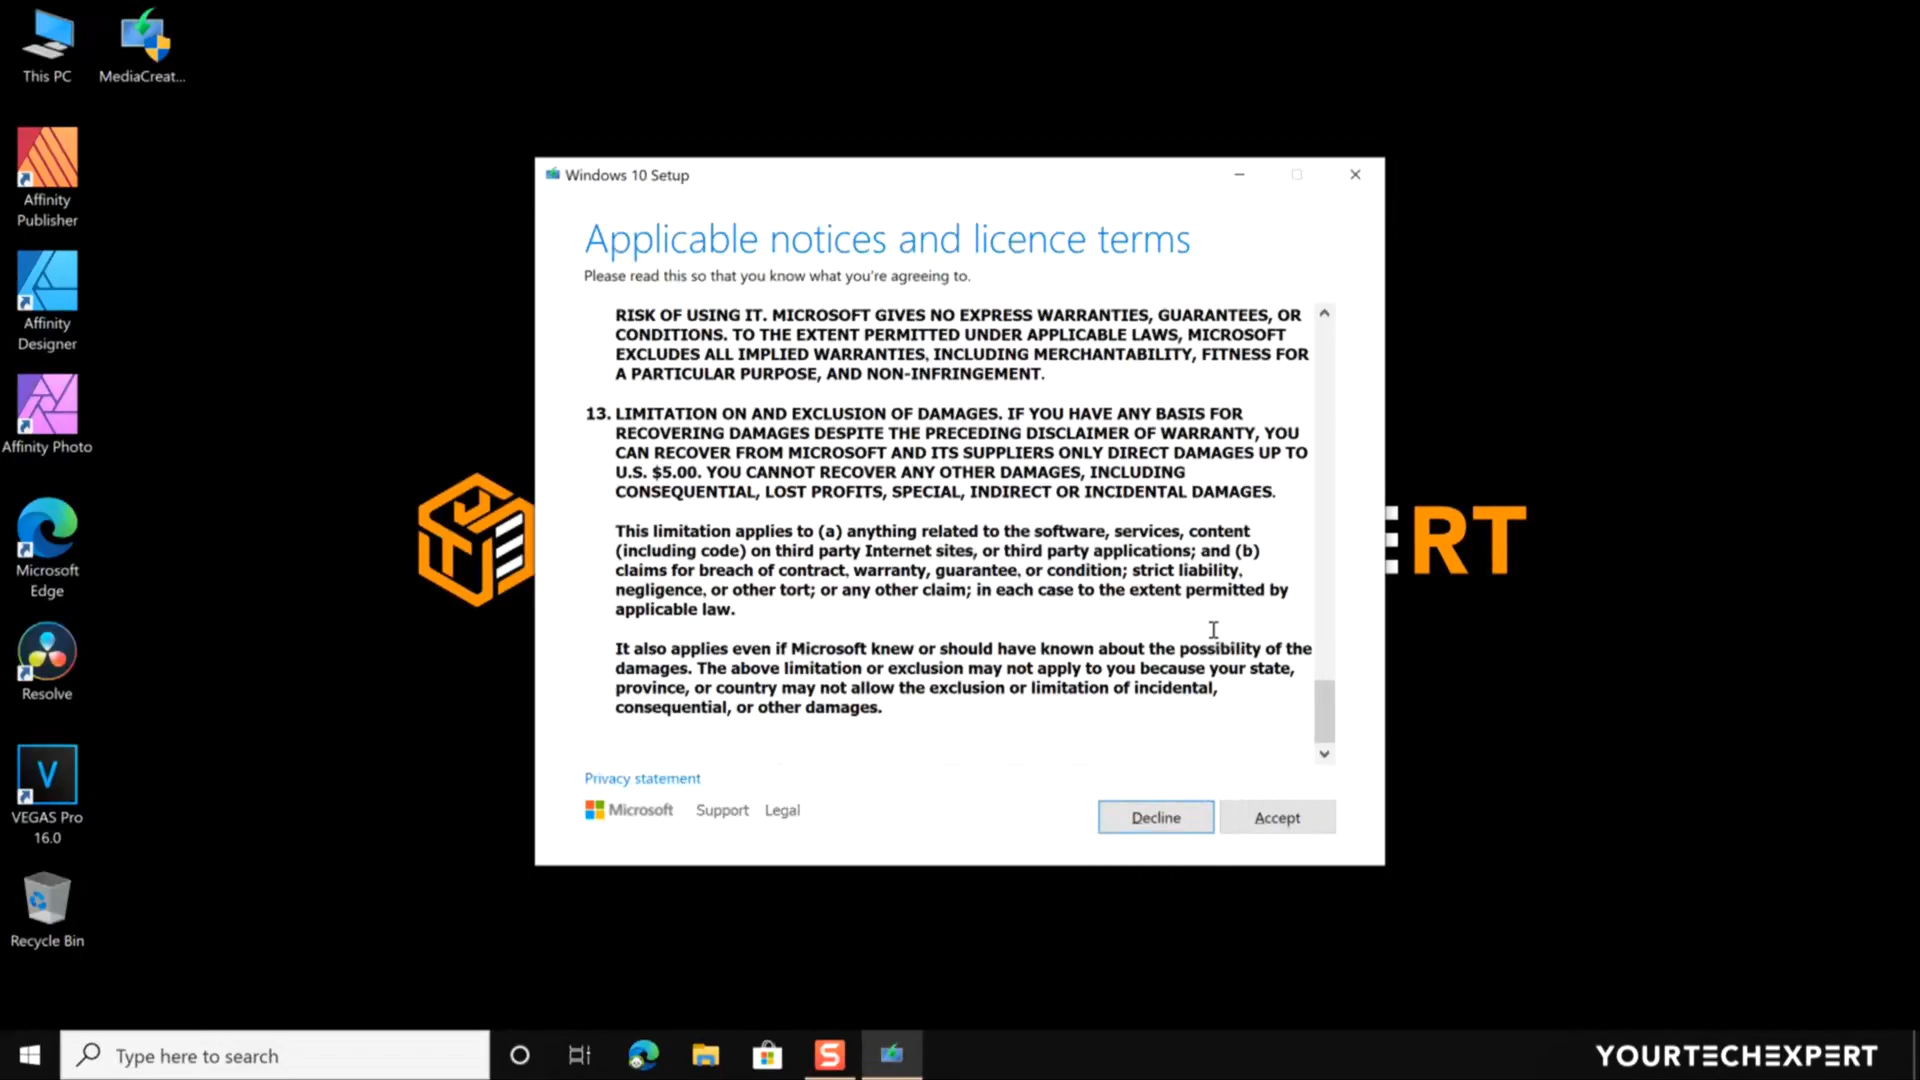 This PC
MediaCreat...
Affinity
Publisher
Affinity
Designer
Affinity Photo
Microsoft
Edge
Resolve
V
VEGAS Pro
16.0
Recycle Bin
Windows 10 Setup
Applicable notices and licence terms
Please read this so that you know what you're agreeing to.
RISK OF USING IT. MICROSOFT GIVES NO EXPRESS WARRANTIES, GUARANTEES, OR
CONDITIONS. TO THE EXTENT PERMITTED UNDER APPLICABLE LAWS, MICROSOFT
EXCLUDES ALL IMPLIED WARRANTIES, INCLUDING MERCHANTABILITY, FITNESS FOR
A PARTICULAR PURPOSE, AND NON-INFRINGEMENT.
13. LIMITATION ON AND EXCLUSION OF DAMAGES. IF YOU HAVE ANY BASIS FOR
RECOVERING DAMAGES DESPITE THE PRECEDING DISCLAIMER OF WARRANTY, YOU
CAN RECOVER FROM MICROSOFT AND ITS SUPPLIERS ONLY DIRECT DAMAGES UP TO
U.S. $5.00. YOU CANNOT RECOVER ANY OTHER DAMAGES, INCLUDING
CONSEQUENTIAL, LOST PROFITS, SPECIAL, INDIRECT OR INCIDENTAL DAMAGES.
This limitation applies to (a) anything related to the software, services, content
(including code) on third party Internet sites, or third party applications; and (b)
claims for breach of contract, warranty, guarantee, or condition; strict liability,
negligence, or other tort; or any other claim; in each case to the extent permitted by
applicable law.
It also applies even if Microsoft knew or should have known about the possibility of the
damages. The above limitation or exclusion may not apply to you because your state,
province, or country may not allow the exclusion or limitation of incidental,
consequential, or other damages.
Privacy statement
Microsoft Support Legal
Decline Accept
ERT
Type here to search
S
YOURTECHEXPERT